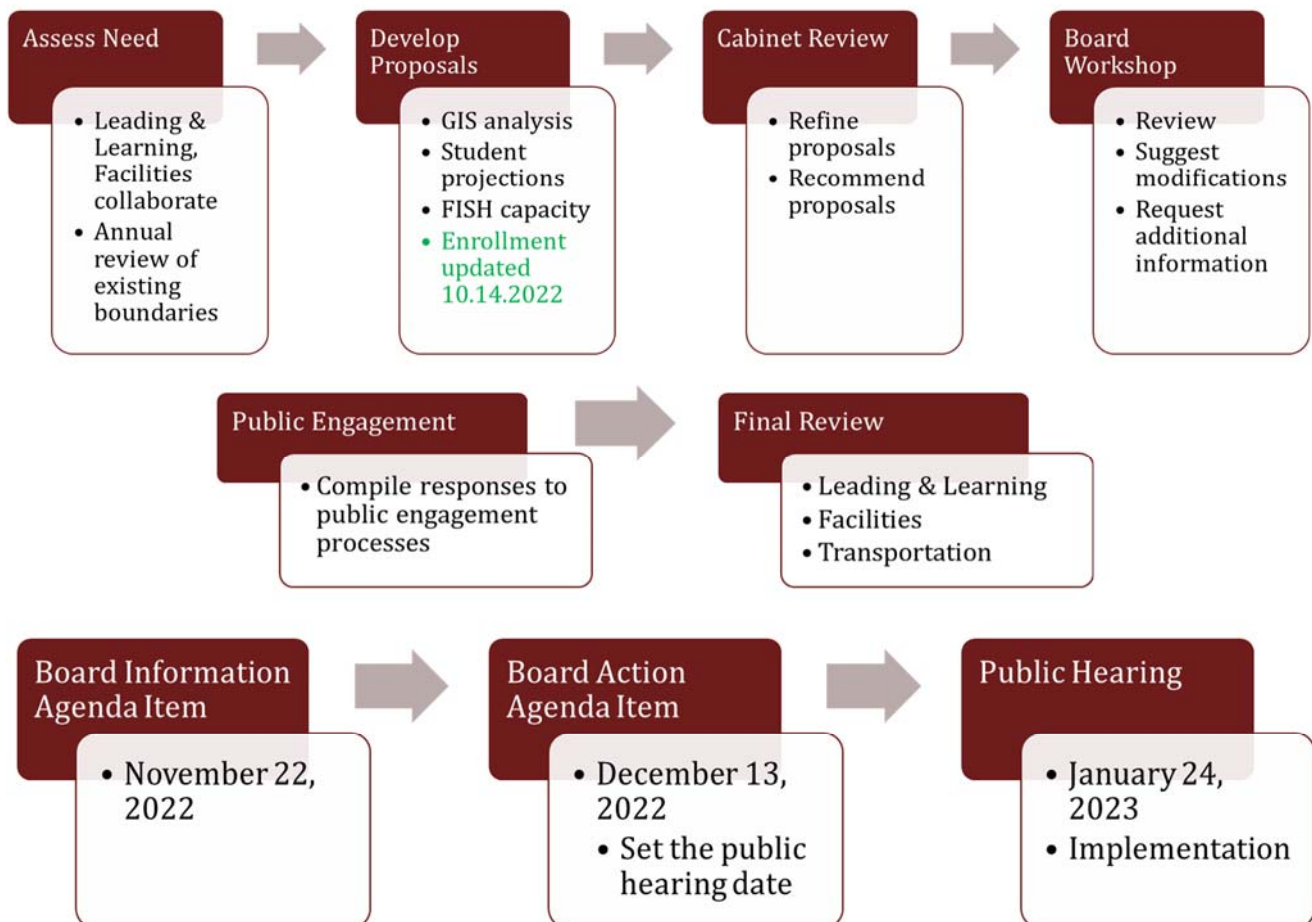 Assess Need
• Leading &
Learning,
Facilities
collaborate
• Annual
review of
existing
boundaries
Develop
Proposals
• GIS analysis
• Student
projections
• FISH capacity
• Enrollment
updated
10.14.2022
Cabinet Review
• Refine
proposals
• Recommend
proposals
Board
Workshop
• Review
• Suggest
modifications
• Request
additional
information
Public Engagement
• Compile responses to
public engagement
processes
Final Review
• Leading & Learning
• Facilities
• Transportation
Board Information
Agenda Item
• November 22,
2022
Board Action
Agenda Item
• December 13,
2022
• Set the public
hearing date
Public Hearing
• January 24,
2023
• Implementation